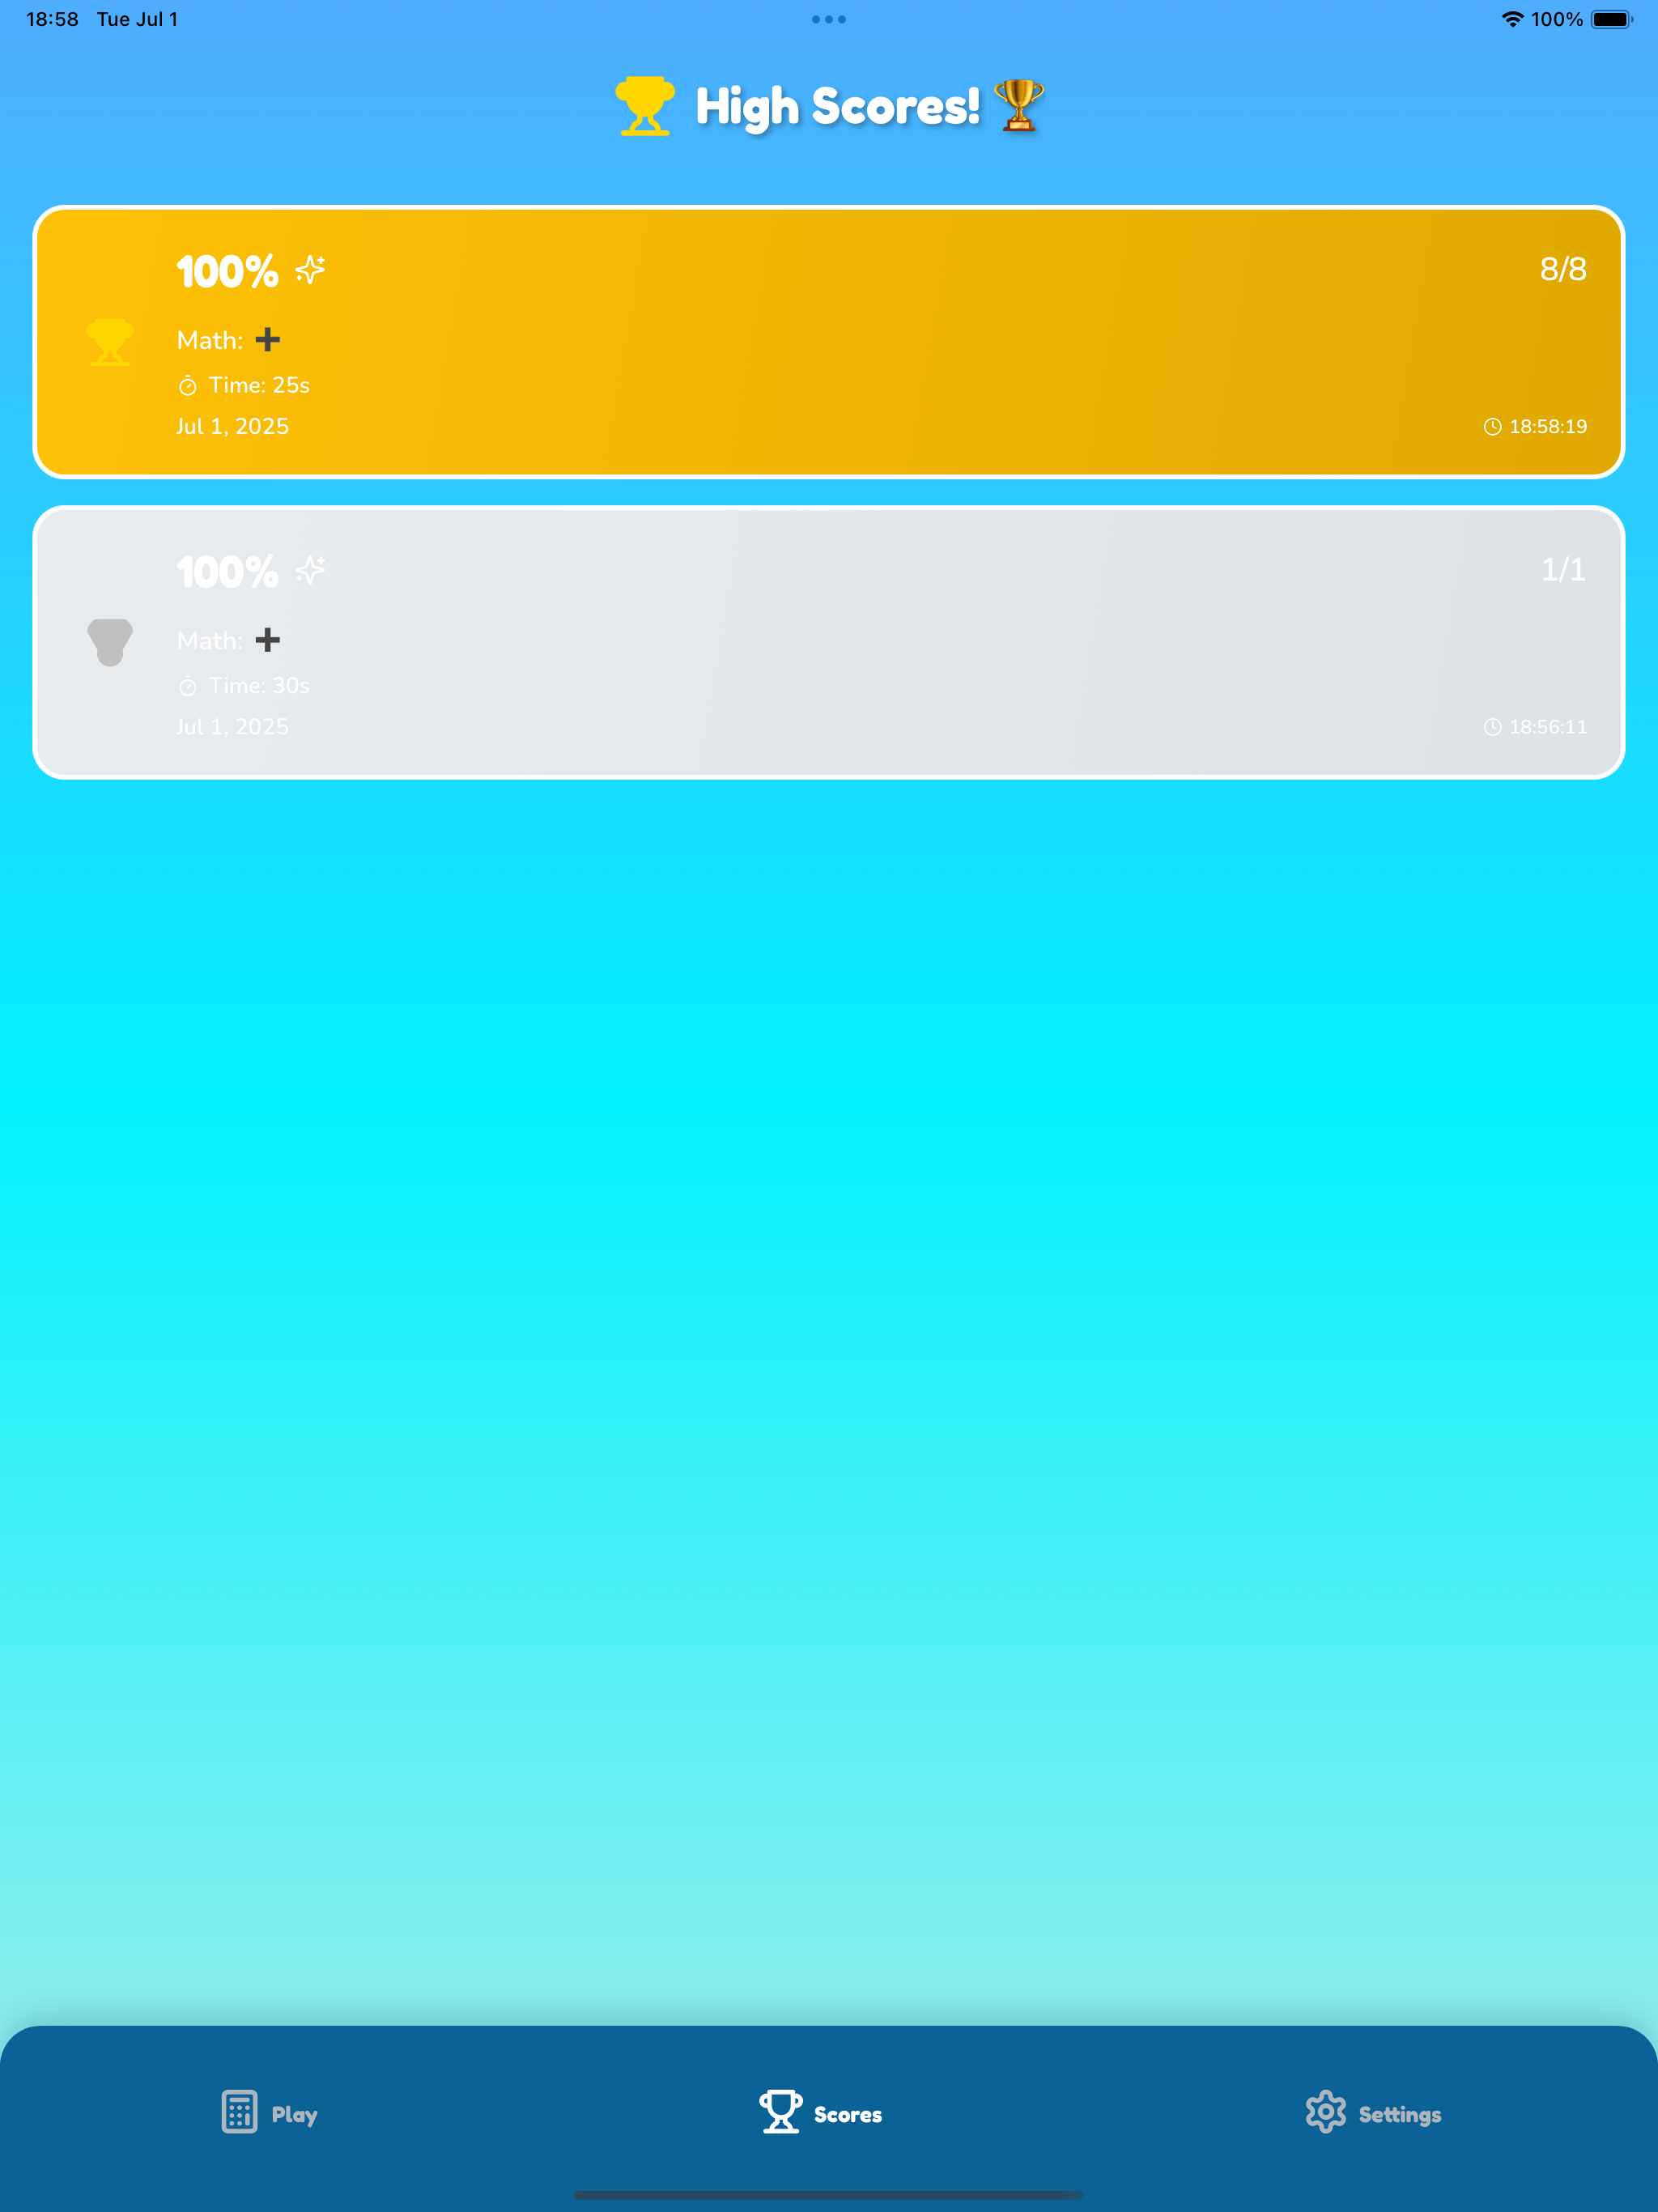 18:58 Tue Jul 1
100%
High Scores!
100%
8/8
Math: ➕
Time: 25s
Jul 1, 2025
18:58:19
100%
1/1
Math: ➕
Time: 30s
Jul 1, 2025
18:56:11
Play
Scores
Settings